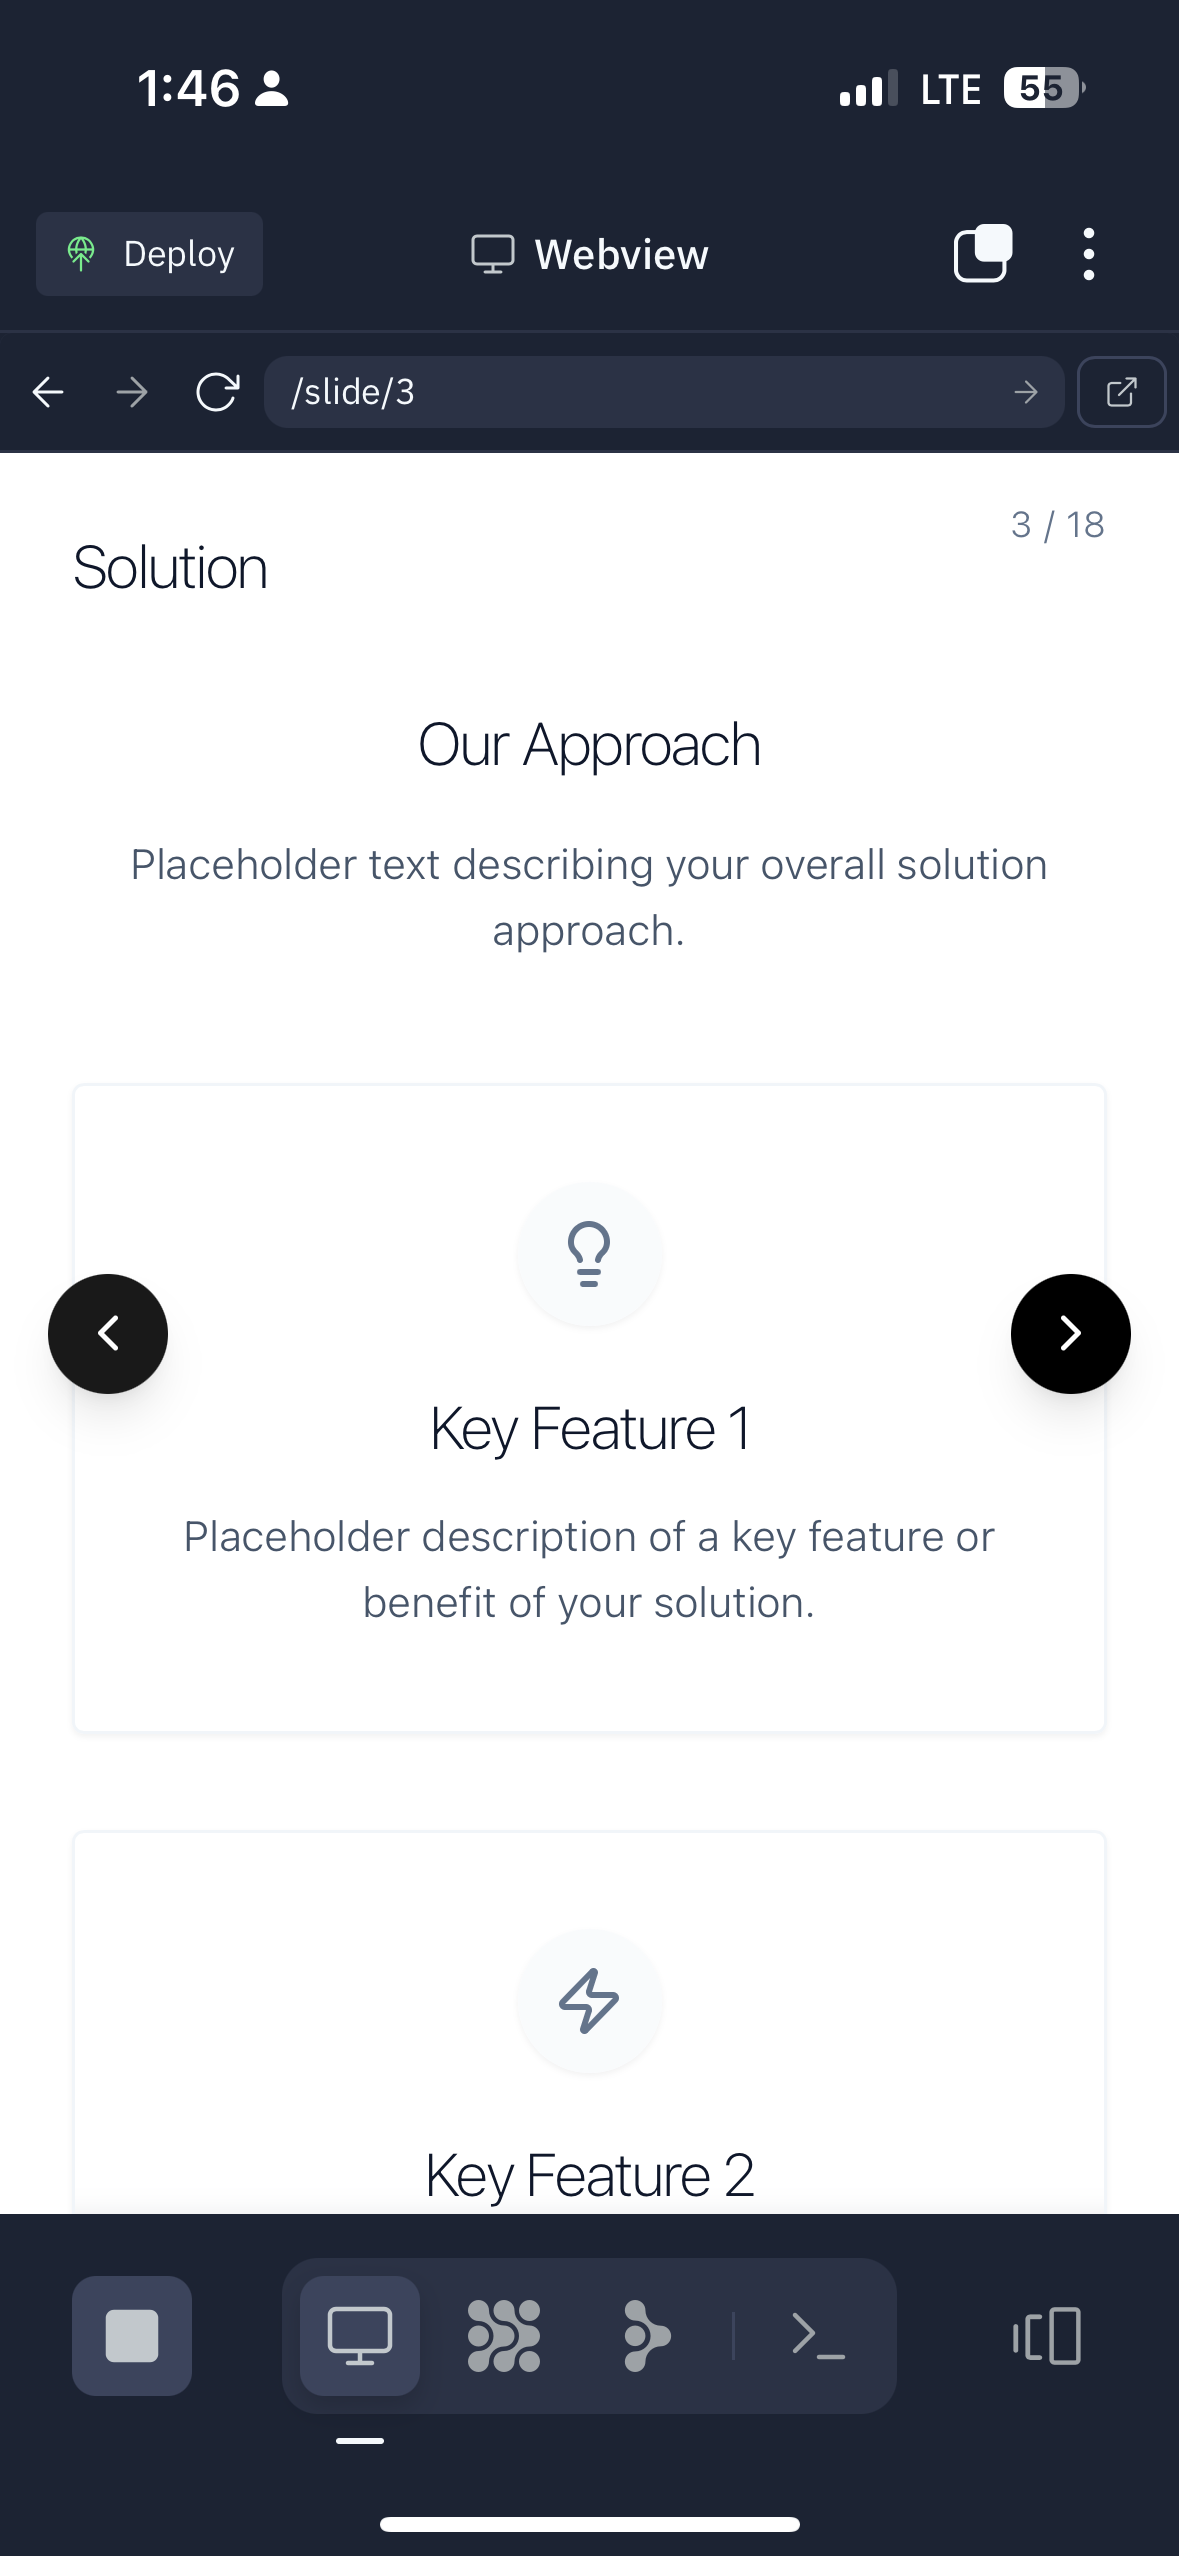 1:46
LTE
55
Deploy
Webview
/slide/3
3 / 18
Solution
Our Approach
Placeholder text describing your overall solution
approach.
Key Feature 1
Placeholder description of a key feature or
benefit of your solution.
Key Feature 2